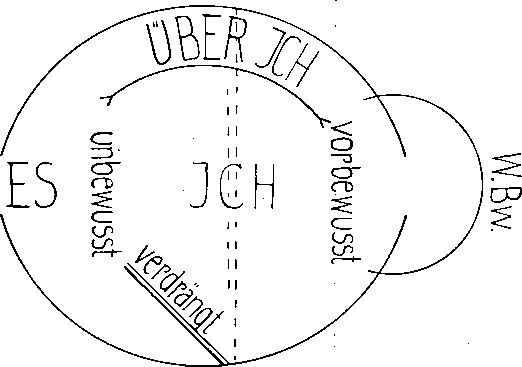 ÜBER JCH
W.Bw.
vorbewusst
unbewusst
ES
JCH
verdrängt